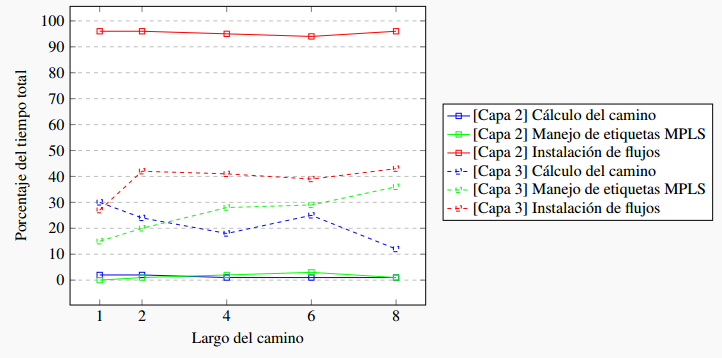 100
90
80
70
60
50
40
30
20
10
0
Porcentaje del tiempo total
1 2 4 6 8
Largo del camino
[Capa 2] Cálculo del camino
[Capa 2] Manejo de etiquetas MPLS
[Capa 2] Instalación de flujos
[Capa 3] Cálculo del camino
[Capa 3] Manejo de etiquetas MPLS
[Capa 3] Instalación de flujos